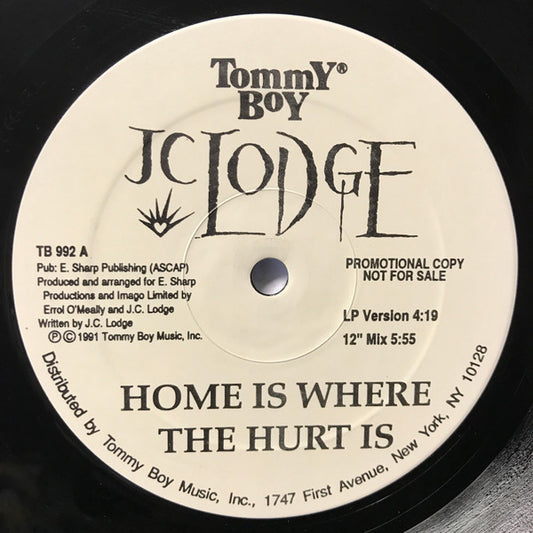 Tommy® Boy
JC LODGE
TB 992 A
Pub: E. Sharp Publishing (ASCAP)
Produced and arranged for E. Sharp
Productions and Imago Limited by
Errol O'Meally and J.C. Lodge
Written by J.C. Lodge
Ⓟ © 1991 Tommy Boy Music, Inc.
PROMOTIONAL COPY
NOT FOR SALE
LP Version 4:19
12" Mix 5:55
HOME IS WHERE
THE HURT IS
Distributed by Tommy Boy Music, Inc., 1747 First Avenue, New York, NY 10128